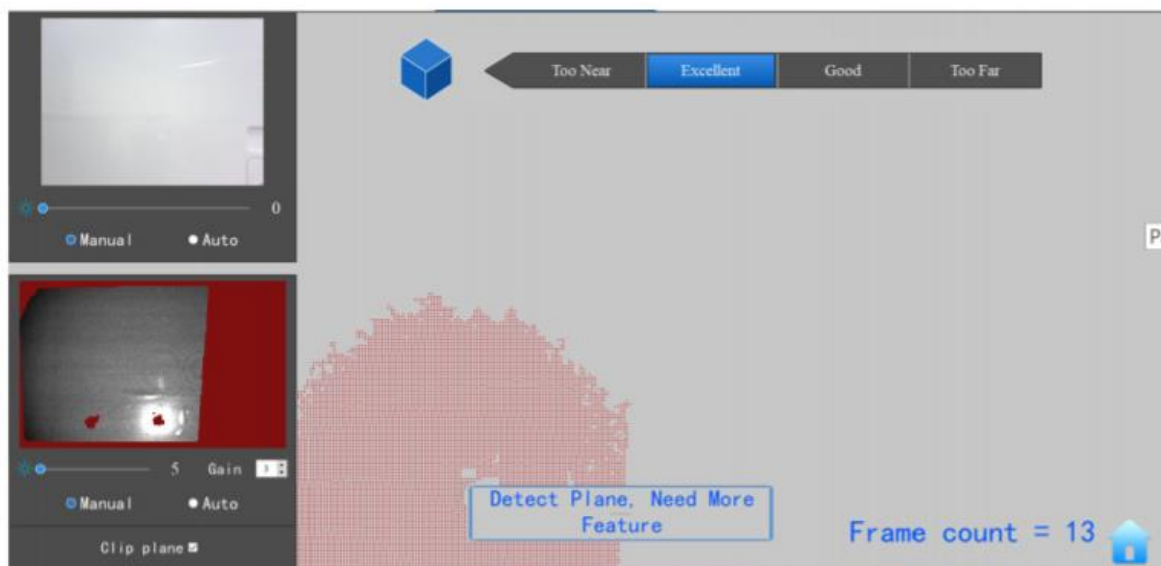 Too Near Excellent Good Too Far
0
Manual Auto
P
5 Gain
Manual Auto
Clip plane
Detect Plane, Need More
Feature
Frame count = 13